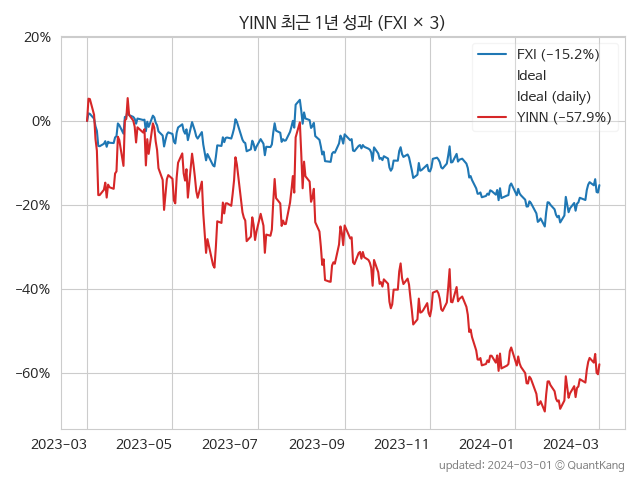 YINN 최근 1년 성과 (FXI × 3)
20%
0%
−20%
−40%
−60%
FXI (−15.2%)
Ideal
Ideal (daily)
YINN (−57.9%)
2023−03 2023−05 2023−07 2023−09 2023−11 2024−01 2024−03
updated: 2024−03−01 © QuantKang